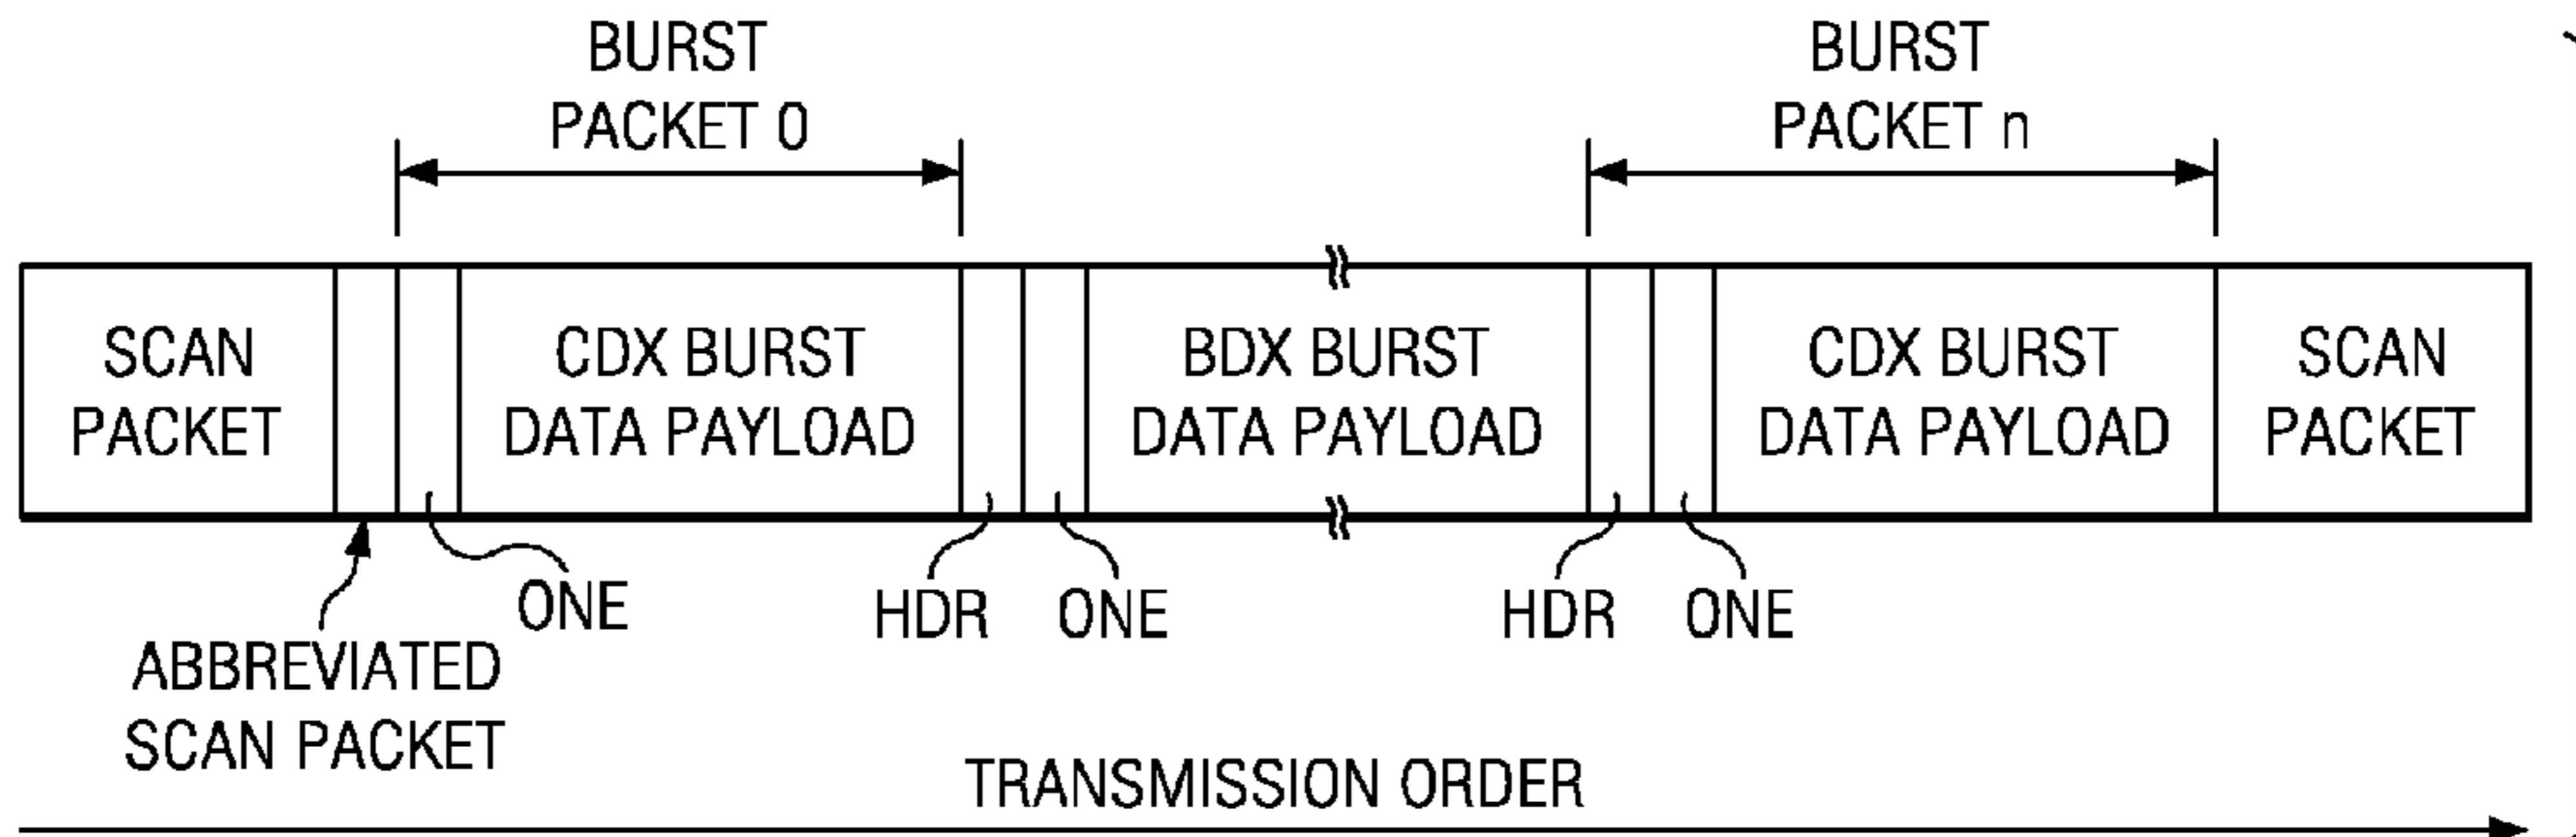 BURST
PACKET 0
BURST
PACKET n
SCAN
PACKET
CDX BURST
DATA PAYLOAD
BDX BURST
DATA PAYLOAD
CDX BURST
DATA PAYLOAD
SCAN
PACKET
ONE
HDR
ONE
HDR
ONE
ABBREVIATED
SCAN PACKET
TRANSMISSION ORDER